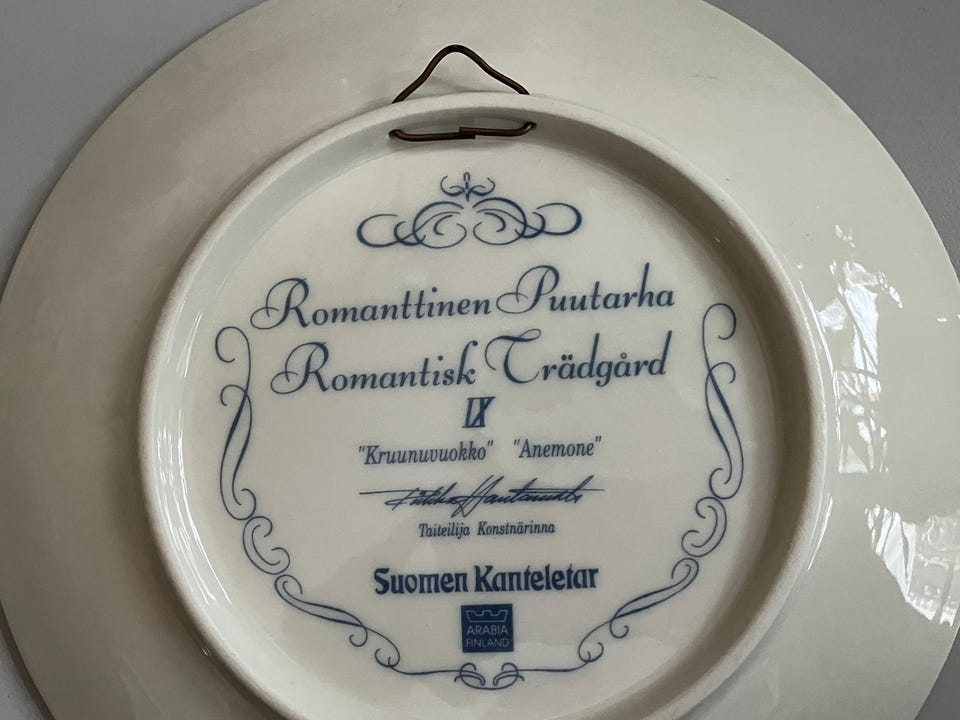 Romanttinen Puutarha
Romantisk Trädgård
IX
"Kruunuvuokko" "Anemone"
Taiteilija Konstnärinna
Suomen Kanteletar
ARABIA
FINLAND